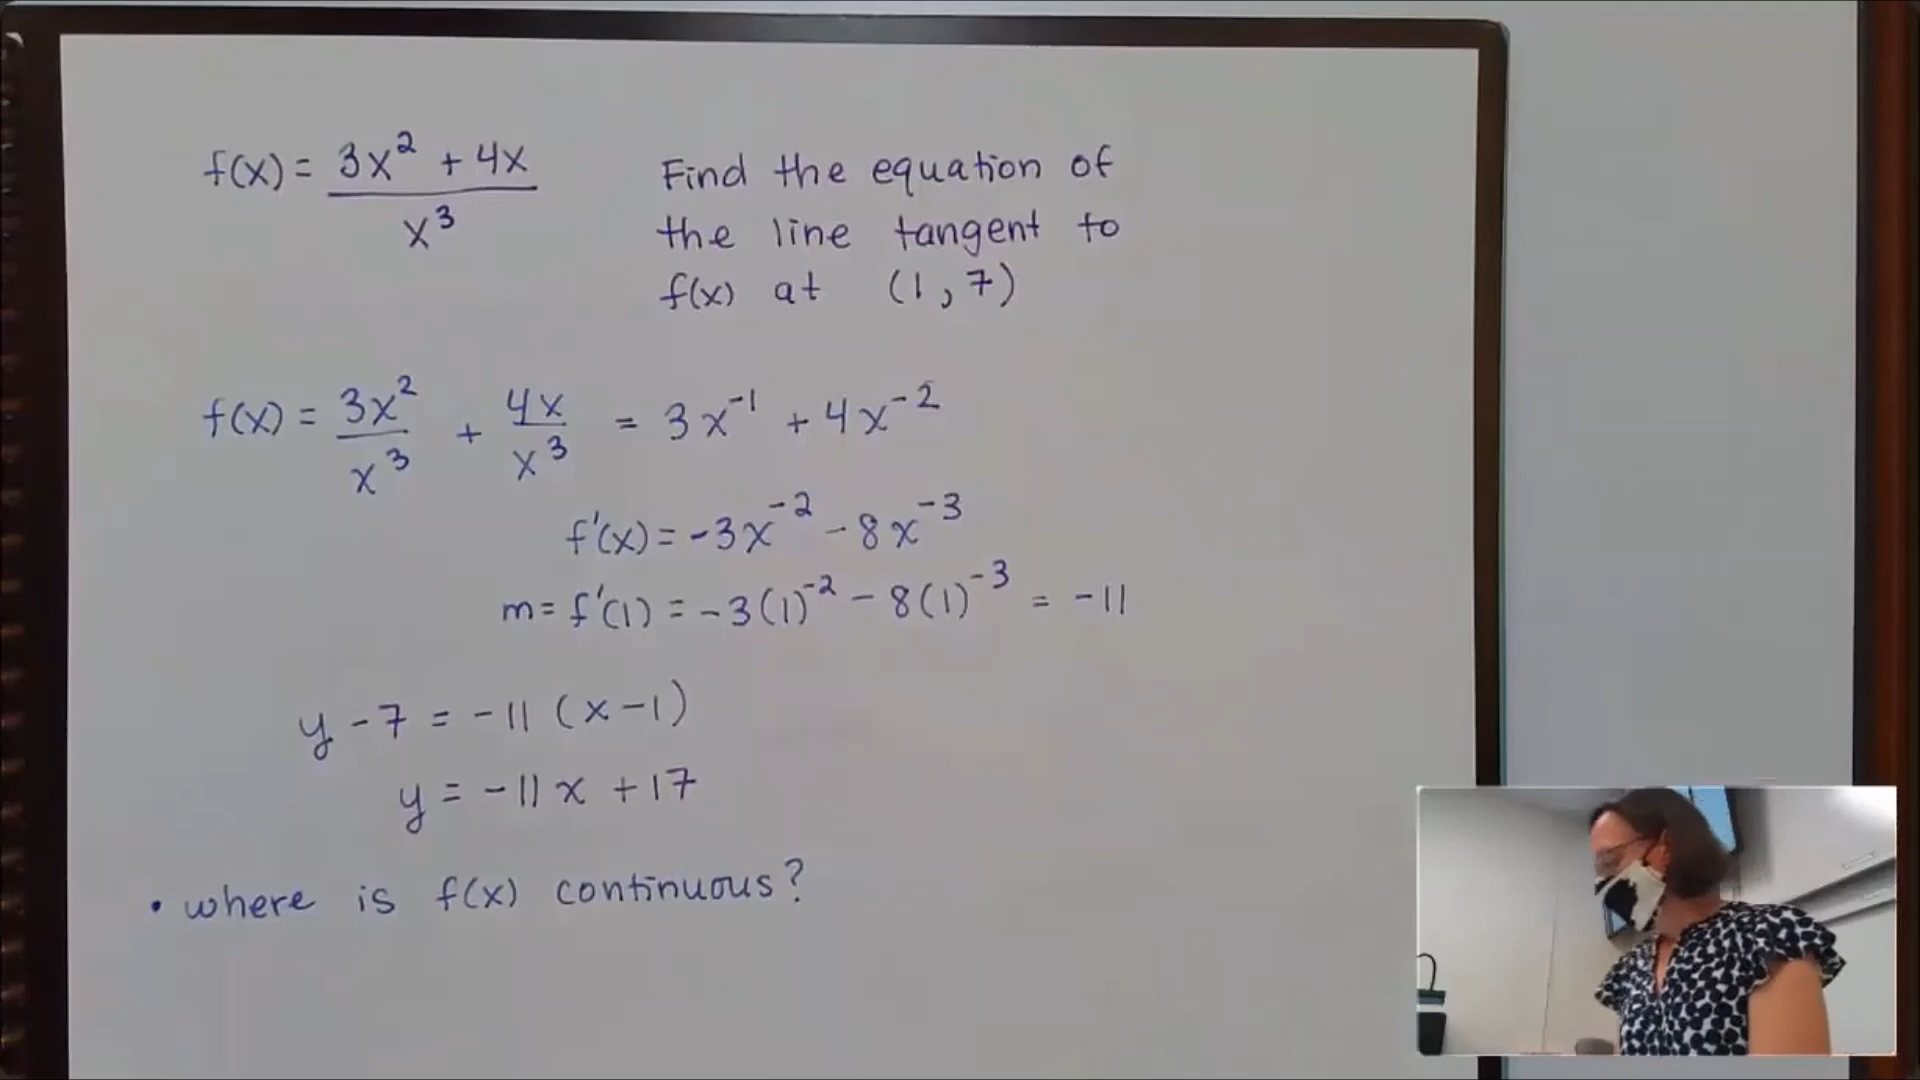 f(x) = 3x² + 4x / x³
Find the equation of
the line tangent to
f(x) at (1, 7)
f(x) = 3x²/x³ + 4x/x³ = 3x⁻¹ + 4x⁻²
f'(x) = -3x⁻² - 8x⁻³
m = f'(1) = -3(1)⁻² - 8(1)⁻³ = -11
y - 7 = -11 (x - 1)
y = -11x + 17
• where is f(x) continuous?